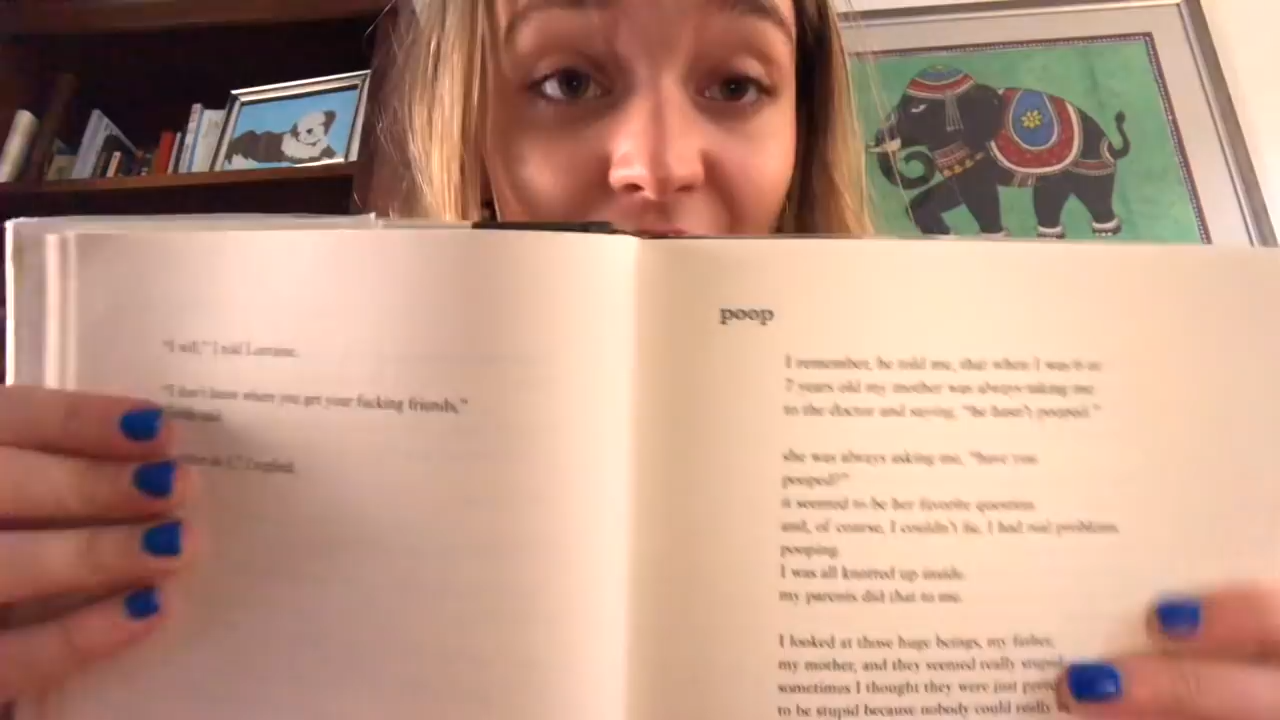 "I will," I told Lorraine.
"I don't know where you get your fucking friends,"
poop
I remember, he told me, that when I was 6 or
7 years old my mother was always taking me
to the doctor and saying, "he hasn't pooped."
she was always asking me, "have you
pooped?"
it seemed to be her favorite question.
and, of course, I couldn't lie, I had real problems
pooping.
I was all knotted up inside.
my parents did that to me.
I looked at those huge beings, my father,
my mother, and they seemed really stupid.
sometimes I thought they were just
to be stupid because nobody could really